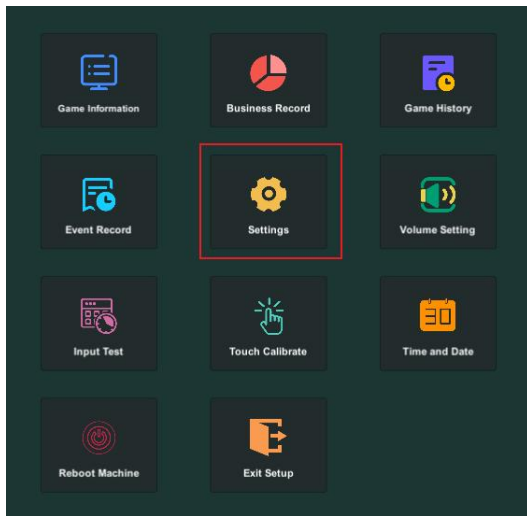 Game Information
Business Record
Game History
Event Record
Settings
Volume Setting
Input Test
Touch Calibrate
30
Time and Date
Reboot Machine
Exit Setup